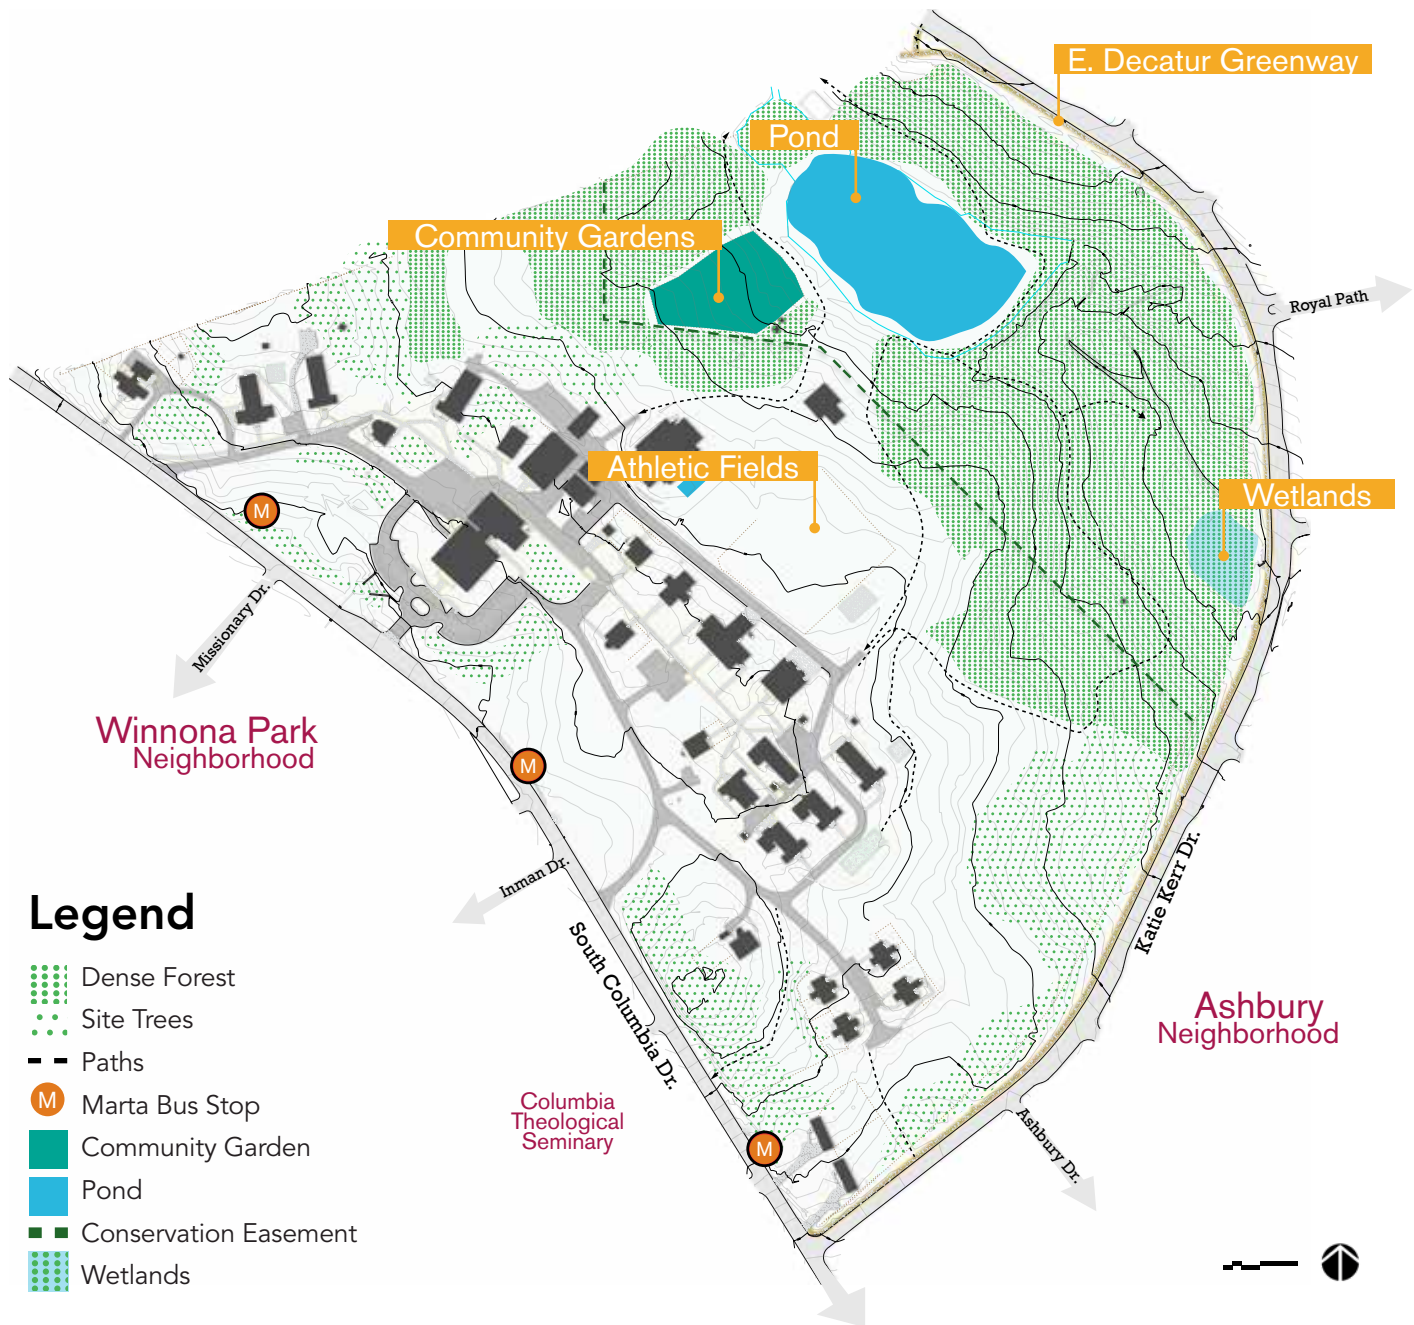 E. Decatur Greenway
Pond
Community Gardens
Royal Path
Athletic Fields
Wetlands
M
Missionary Dr.
Winnona Park
Neighborhood
M
Inman Dr.
South Columbia Dr.
Katie Kerr Dr.
Ashbury
Neighborhood
Columbia
Theological
Seminary
M
Ashbury Dr.
Legend
Dense Forest
Site Trees
Paths
M
Marta Bus Stop
Community Garden
Pond
Conservation Easement
Wetlands